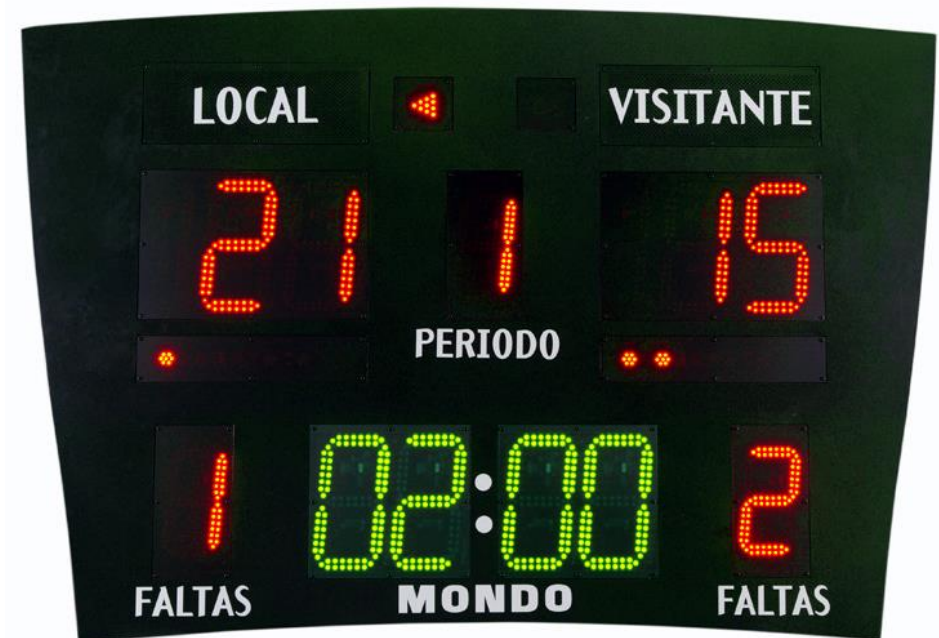 LOCAL VISITANTE
21 1 15
PERIODO
1 02:00 2
FALTAS MONDO FALTAS